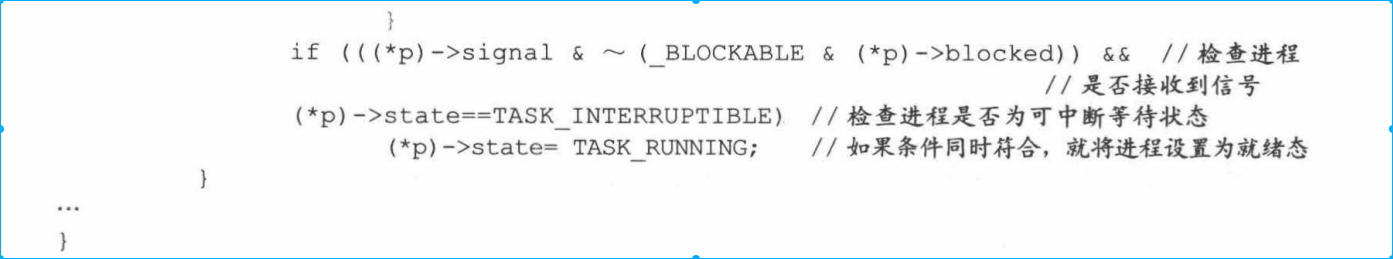 }
if (((*p)->signal & ~ (_BLOCKABLE & (*p)->blocked)) && //检查进程
//是否接收到信号
(*p)->state==TASK_INTERRUPTIBLE) //检查进程是否为可中断等待状态
(*p)->state= TASK_RUNNING; //如果条件同时符合，就将进程设置为就绪态
}
...
}